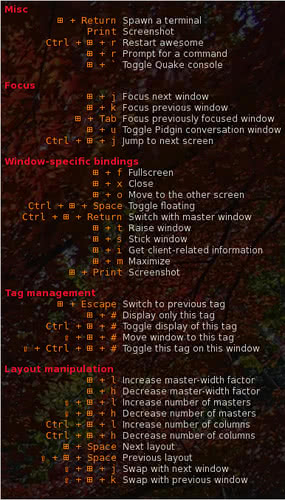 Misc
⊞ + Return Spawn a terminal
Print Screenshot
Ctrl + ⊞ + r Restart awesome
⊞ + r Prompt for a command
⊞ + ` Toggle Quake console
Focus
⊞ + j Focus next window
⊞ + k Focus previous window
⊞ + Tab Focus previously focused window
⊞ + u Toggle Pidgin conversation window
Ctrl + ⊞ + j Jump to next screen
Window-specific bindings
⊞ + f Fullscreen
⊞ + x Close
⊞ + o Move to the other screen
Ctrl + ⊞ + Space Toggle floating
Ctrl + ⊞ + Return Switch with master window
⊞ + t Raise window
⊞ + s Stick window
⊞ + i Get client-related information
⊞ + m Maximize
⊞ + Print Screenshot
Tag management
⊞ + Escape Switch to previous tag
⊞ + # Display only this tag
Ctrl + ⊞ + # Toggle display of this tag
⇧ + ⊞ + # Move window to this tag
⇧ + Ctrl + ⊞ + # Toggle this tag on this window
Layout manipulation
⊞ + l Increase master-width factor
⊞ + h Decrease master-width factor
⇧ + ⊞ + l Increase number of masters
⇧ + ⊞ + h Decrease number of masters
Ctrl + ⊞ + l Increase number of columns
Ctrl + ⊞ + h Decrease number of columns
⊞ + Space Next layout
⇧ + ⊞ + Space Previous layout
⇧ + ⊞ + j Swap with next window
⇧ + ⊞ + k Swap with previous window